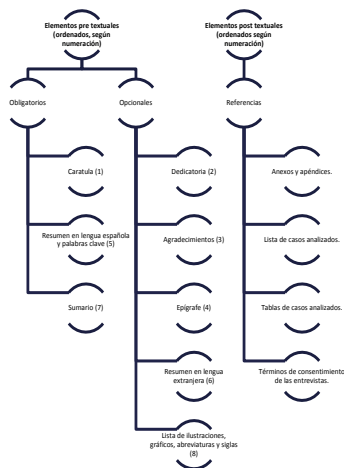 Elementos pre textuales
(ordenados, según
numeración)
Obligatorios
Caratula (1)
Resumen en lengua española
y palabras clave (5)
Sumario (7)
Opcionales
Dedicatoria (2)
Agradecimientos (3)
Epígrafe (4)
Resumen en lengua
extranjera (6)
Lista de ilustraciones,
gráficos, abreviaturas y siglas
(8)
Elementos post textuales
(ordenados según
numeración)
Referencias
Anexos y apéndices.
Lista de casos analizados.
Tablas de casos analizados.
Términos de consentimiento
de las entrevistas.